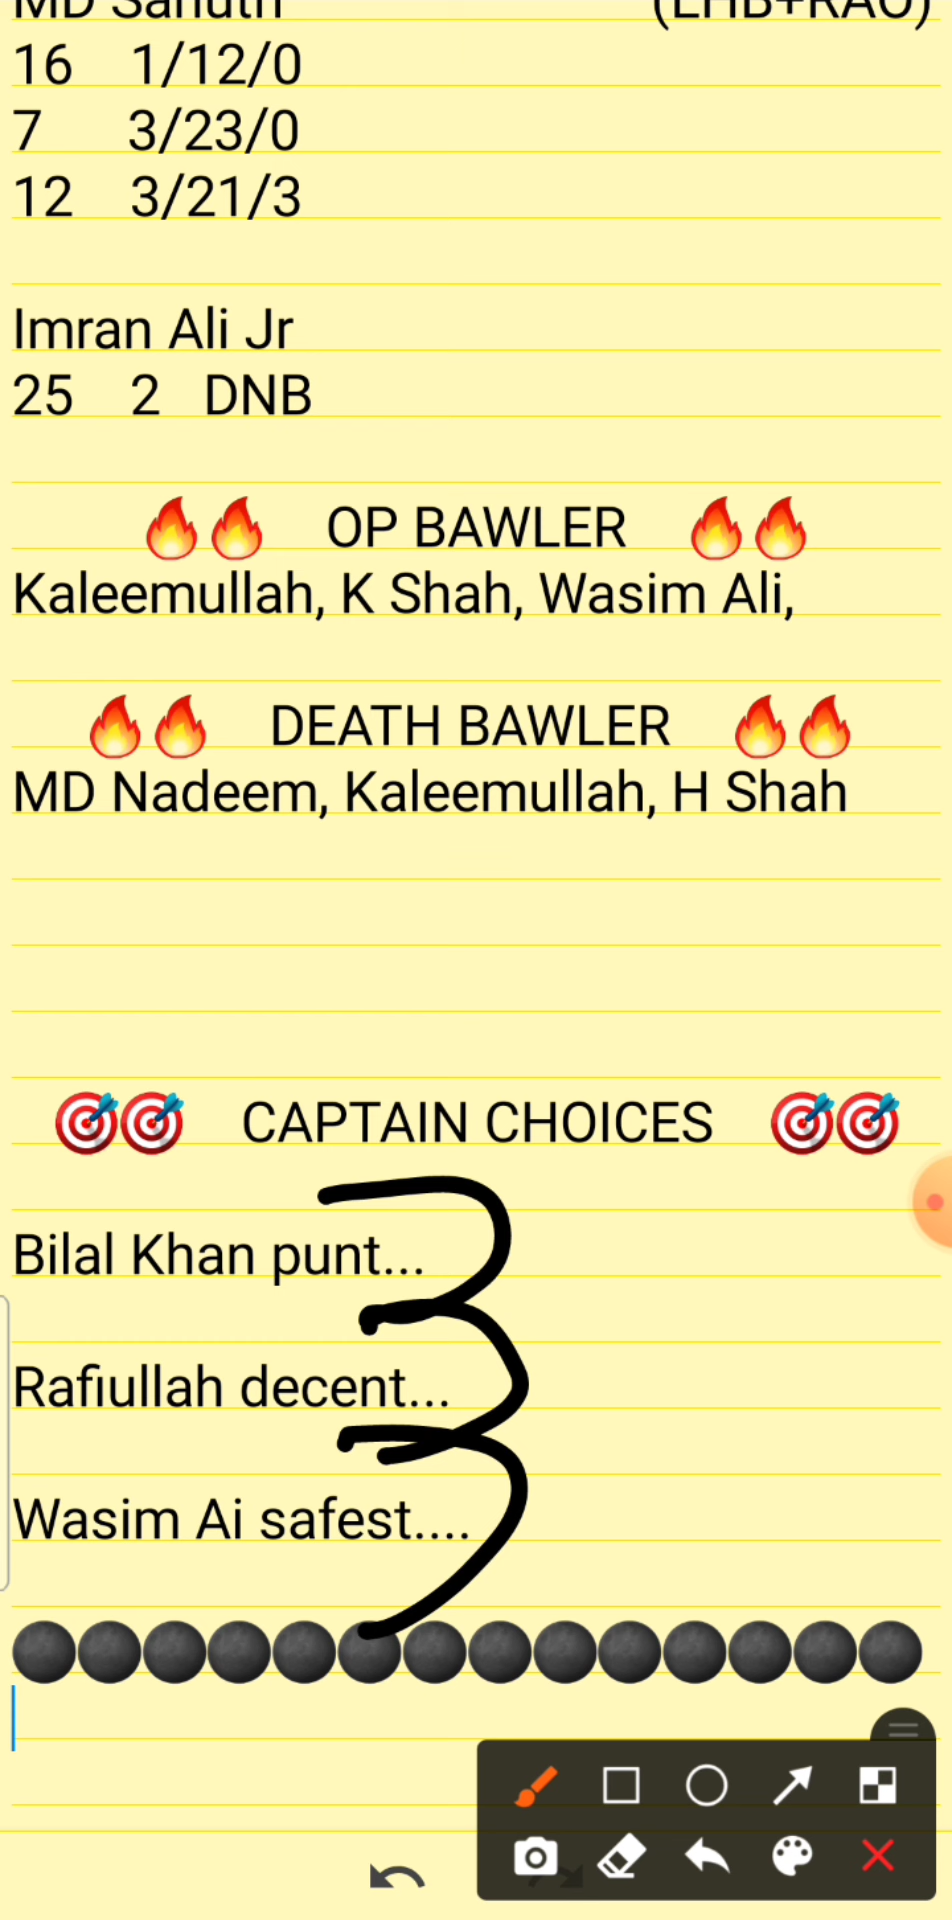 16 1/12/0
7 3/23/0
12 3/21/3
Imran Ali Jr
25 2 DNB
🔥🔥 OP BAWLER 🔥🔥
Kaleemullah, K Shah, Wasim Ali,
🔥🔥 DEATH BAWLER 🔥🔥
MD Nadeem, Kaleemullah, H Shah
🎯🎯 CAPTAIN CHOICES 🎯🎯
Bilal Khan punt...
Rafiullah decent...
Wasim Ai safest....